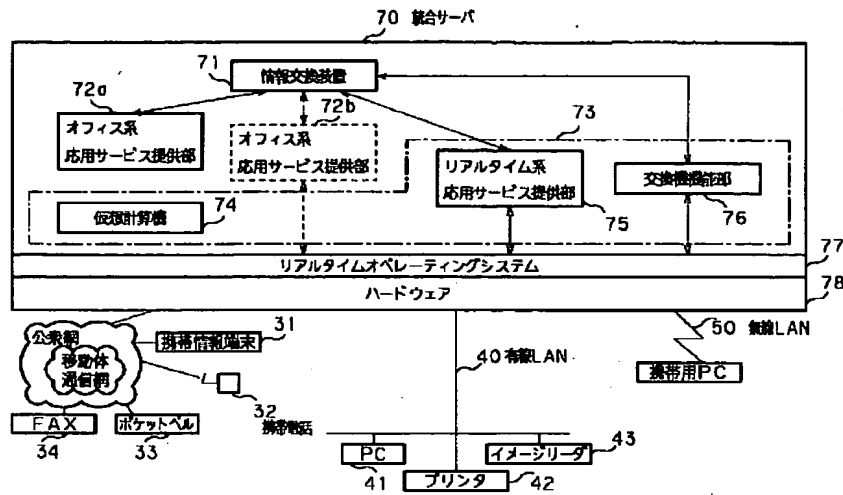 70 統合サーバ
71
情報交換装置
72a
オフィス系
応用サービス提供部
72b
オフィス系
応用サービス提供部
73
リアルタイム系
応用サービス提供部
75
交換機機能部
76
仮想計算機
74
リアルタイムオペレーティングシステム
77
ハードウェア
78
公衆網
移動体
通信網
31
携帯情報端末
32
携帯電話
FAX
34
ポケットベル
33
40 有線LAN
50 無線LAN
携帯用PC
PC
41
プリンタ
42
イメージリーダ
43